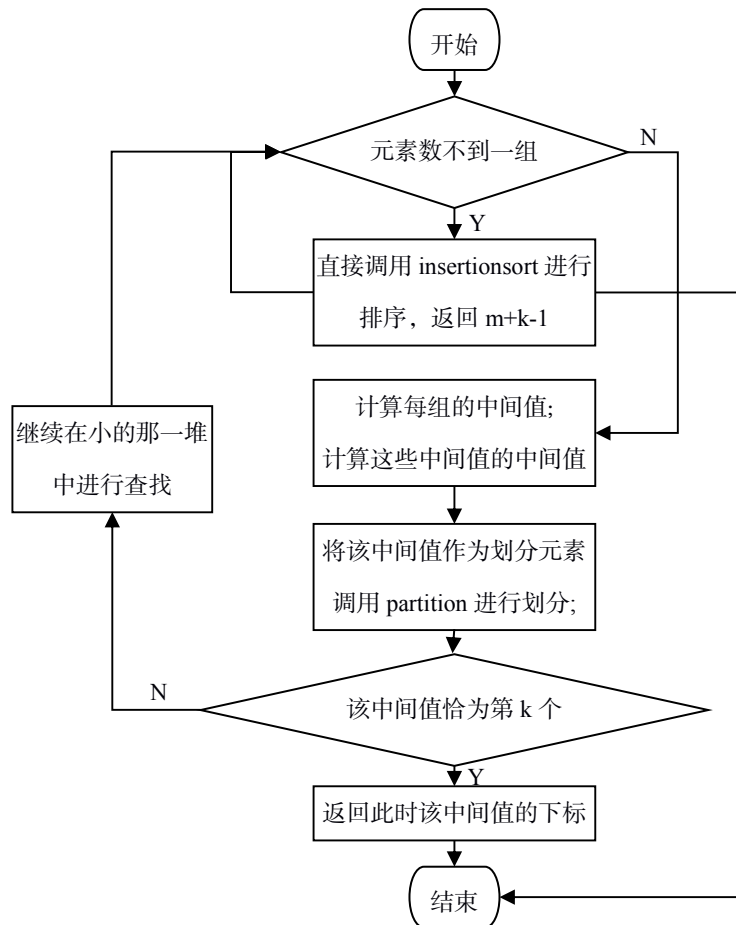 开始
元素数不到一组
N
Y
直接调用 insertionsort 进行
排序，返回 m+k-1
计算每组的中间值;
计算这些中间值的中间值
继续在小的那一堆
中进行查找
将该中间值作为划分元素
调用 partition 进行划分;
N
该中间值恰为第 k 个
Y
返回此时该中间值的下标
结束